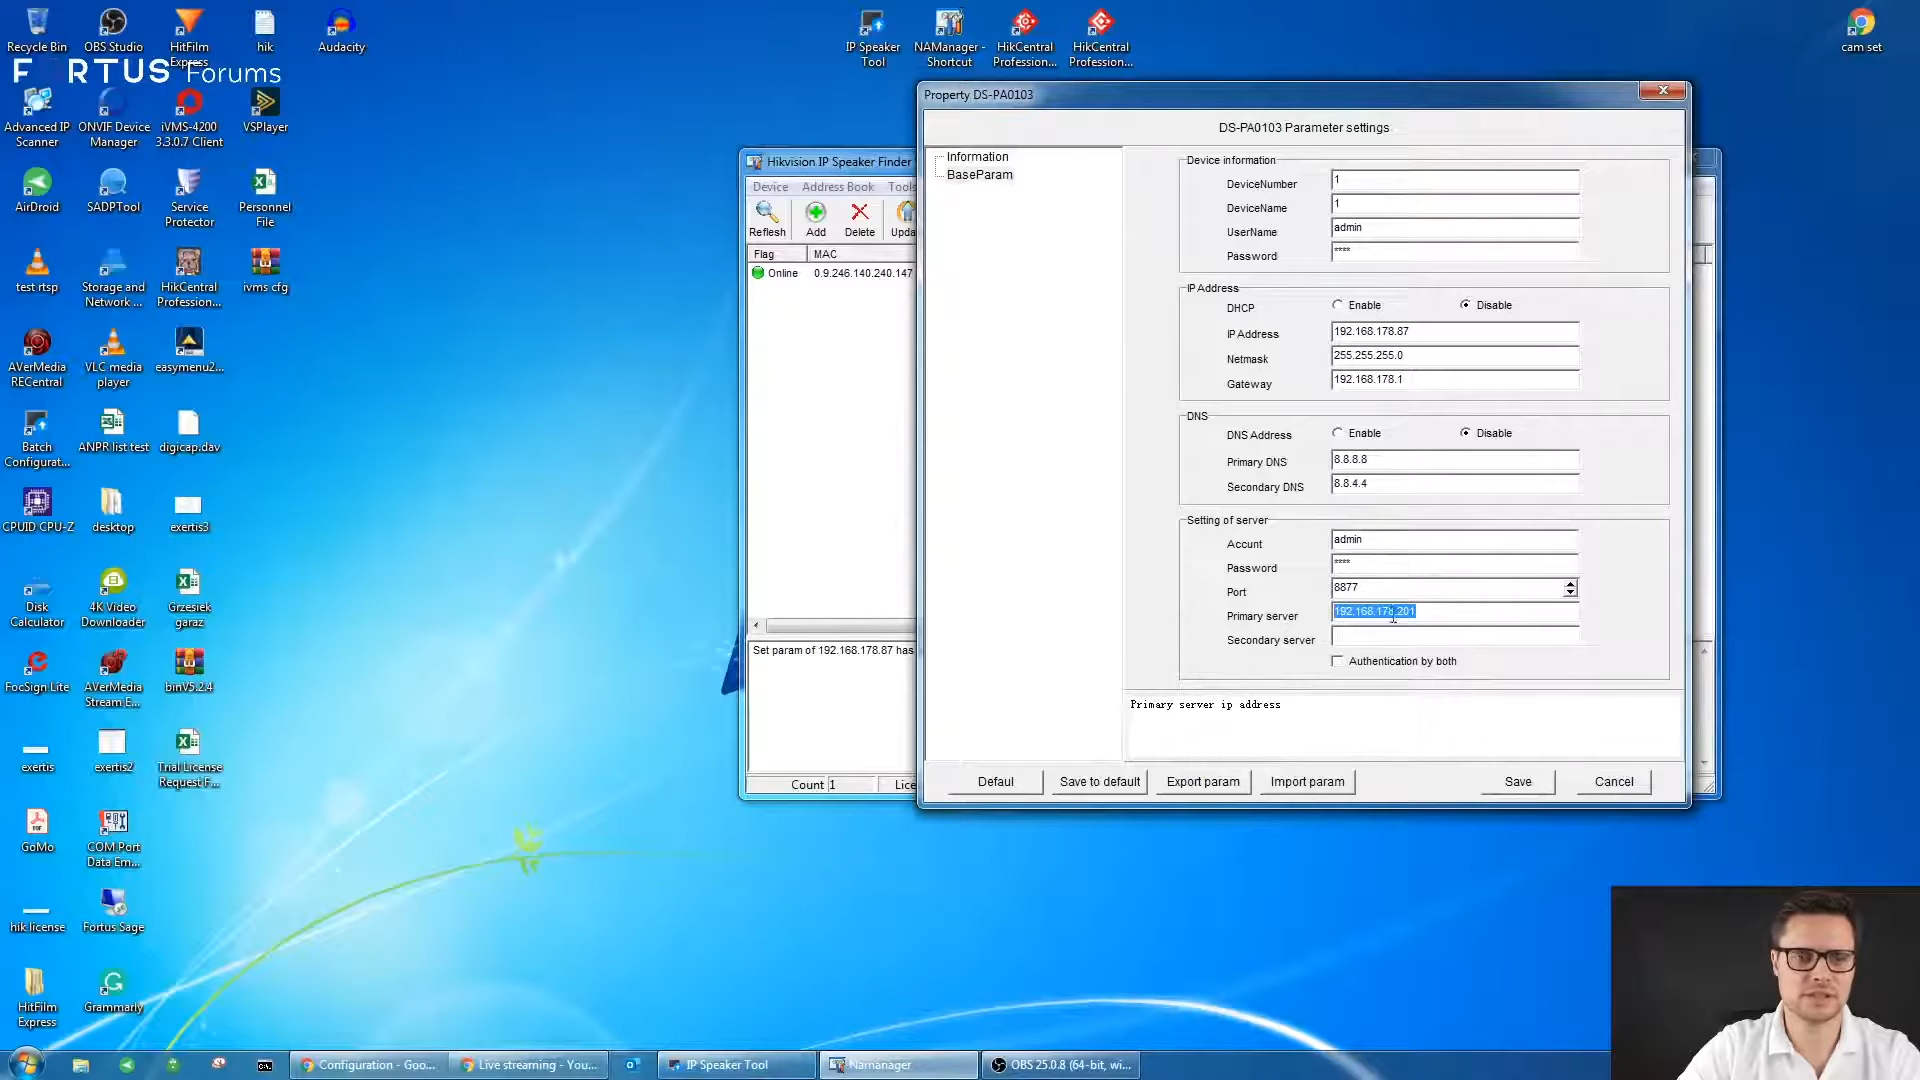 Recycle Bin
OBS Studio
HitFilm Express
hik
Audacity
IP Speaker Tool
NAManager - Shortcut
HikCentral Profession...
HikCentral Profession...
cam set
FORTUS Forums
Advanced IP Scanner
ONVIF Device Manager
iVMS-4200 3.3.0.7 Client
VSPlayer
AirDroid
SADPTool
Service Protector
Personnel File
test rtsp
Storage and Network ...
HikCentral Profession...
ivms cfg
AVerMedia RECentral
VLC media player
easymenu2...
Batch Configurat...
ANPR list test
digicap.dav
CPUID CPU-Z
desktop
exertis3
Disk Calculator
4K Video Downloader
Grzesiek garaz
FocSign Lite
AVerMedia Stream E...
binV5.2.4
exertis
exertis2
Trial License Request F...
GoMo
COM Port Data Em...
hik license
Fortus Sage
HitFilm Express
Grammarly
Hikvision IP Speaker Finder
Device Address Book Tools
Reflesh Add Delete Upda
Flag MAC
Online 0.9.246.140.240.147
Set param of 192.168.178.87 has
Count 1 Lice
Property DS-PA0103
DS-PA0103 Parameter settings
Information
BaseParam
Device information
DeviceNumber 1
DeviceName 1
UserName admin
Password ****
IP Address
DHCP Enable Disable
IP Address 192.168.178.87
Netmask 255.255.255.0
Gateway 192.168.178.1
DNS
DNS Address Enable Disable
Primary DNS 8.8.8.8
Secondary DNS 8.8.4.4
Setting of server
Accunt admin
Password ****
Port 8877
Primary server 192.168.178.201
Secondary server
Authentication by both
Primary server ip address
Defaul Save to default Export param Import param Save Cancel
Configuration - Goo...
Live streaming - You...
IP Speaker Tool
Namanager
OBS 25.0.8 (64-bit, wi...